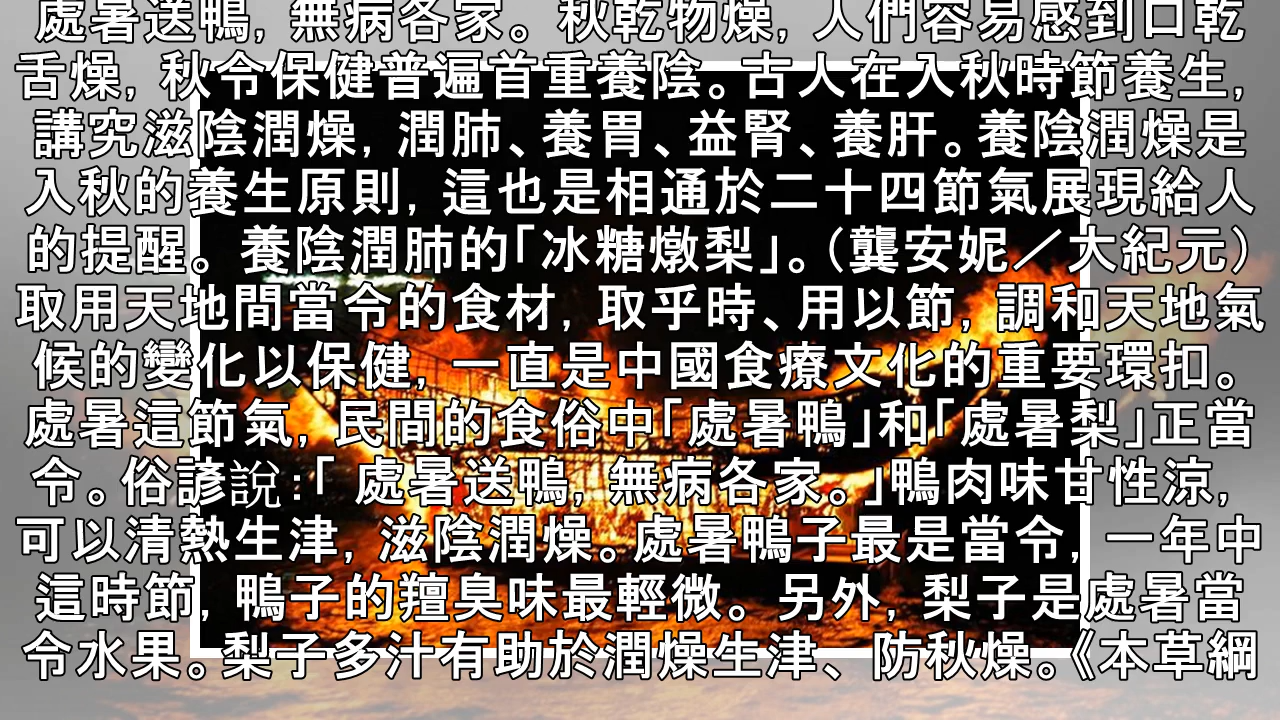 處暑送鴨，無病各家。秋乾物燥，人們容易感到口乾
舌燥，秋令保健普遍首重養陰。古人在入秋時節養生，
講究滋陰潤燥，潤肺、養胃、益腎、養肝。養陰潤燥是
入秋的養生原則，這也是相通於二十四節氣展現給人
的提醒。養陰潤肺的「冰糖燉梨」。（龔安妮／大紀元）
取用天地間當令的食材，取乎時、用以節，調和天地氣
候的變化以保健，一直是中國食療文化的重要環扣。
處暑這節氣，民間的食俗中「處暑鴨」和「處暑梨」正當
令。俗諺說：「處暑送鴨，無病各家。」鴨肉味甘性涼，
可以清熱生津，滋陰潤燥。處暑鴨子最是當令，一年中
這時節，鴨子的羶臭味最輕微。另外，梨子是處暑當
令水果。梨子多汁有助於潤燥生津、防秋燥。《本草綱